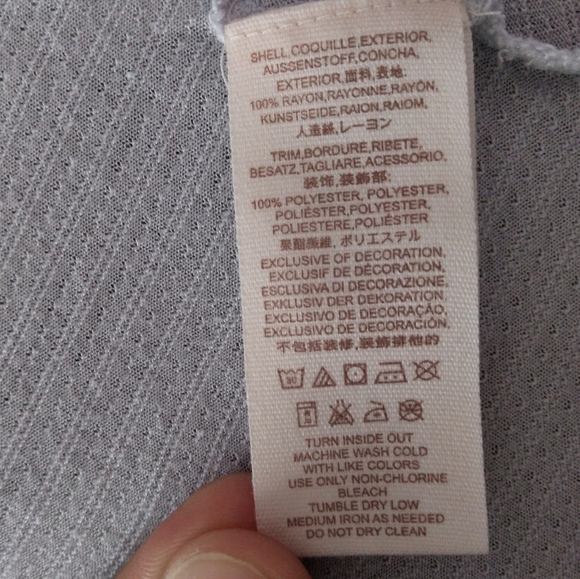 SHELL,COQUILLE,EXTERIOR,
AUSSENSTOFF,CONCHA,
EXTERIOR,面料,表地:
100% RAYON,RAYONNE,RAYÓN,
KUNSTSEIDE,RAION,RAIOM,
人造絲,レーヨン
TRIM,BORDURE,RIBETE,
BESATZ,TAGLIARE,ACESSORIO,
装饰,装飾部:
100% POLYESTER, POLYESTER,
POLIÉSTER,POLYESTER,
POLIESTERE,POLIÉSTER
聚酯纖維, ポリエステル
EXCLUSIVE OF DECORATION,
EXCLUSIF DE DÉCORATION,
ESCLUSIVA DI DECORAZIONE,
EXKLUSIV DER DEKORATION,
EXCLUSIVO DE DECORAÇÃO,
EXCLUSIVO DE DECORACIÓN,
不包括装修,装飾排他的
TURN INSIDE OUT
MACHINE WASH COLD
WITH LIKE COLORS
USE ONLY NON-CHLORINE
BLEACH
TUMBLE DRY LOW
MEDIUM IRON AS NEEDED
DO NOT DRY CLEAN